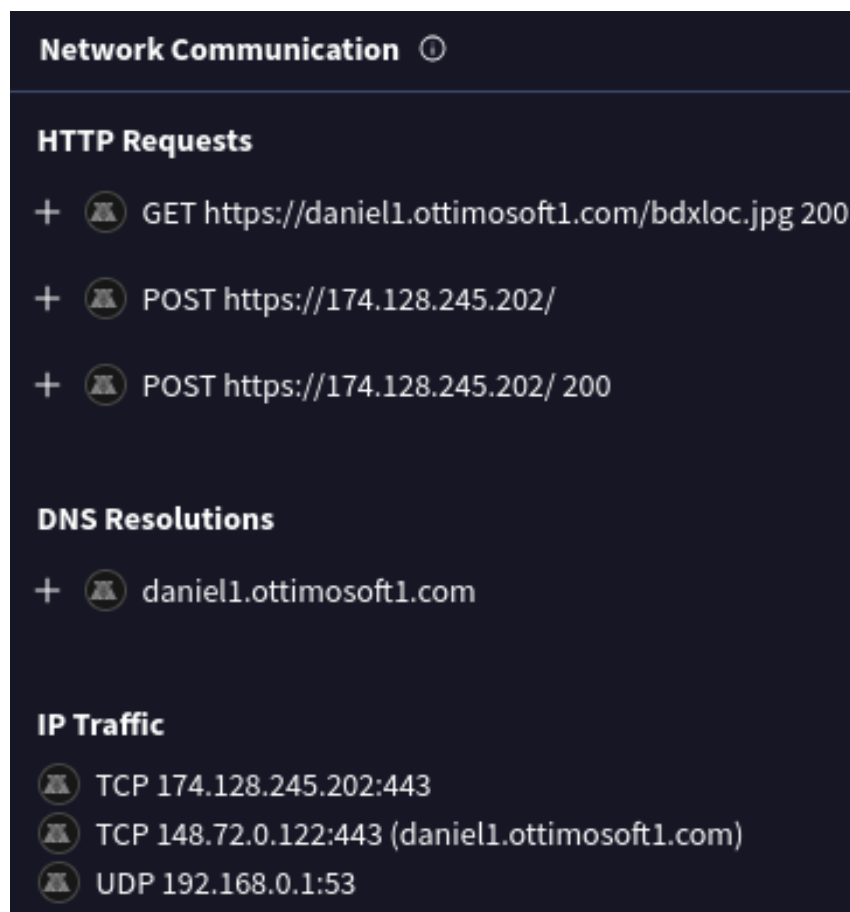 Network Communication
HTTP Requests
GET https://daniel1.ottimosoft1.com/bdxloc.jpg 200
POST https://174.128.245.202/
POST https://174.128.245.202/ 200
DNS Resolutions
daniel1.ottimosoft1.com
IP Traffic
TCP 174.128.245.202:443
TCP 148.72.0.122:443 (daniel1.ottimosoft1.com)
UDP 192.168.0.1:53